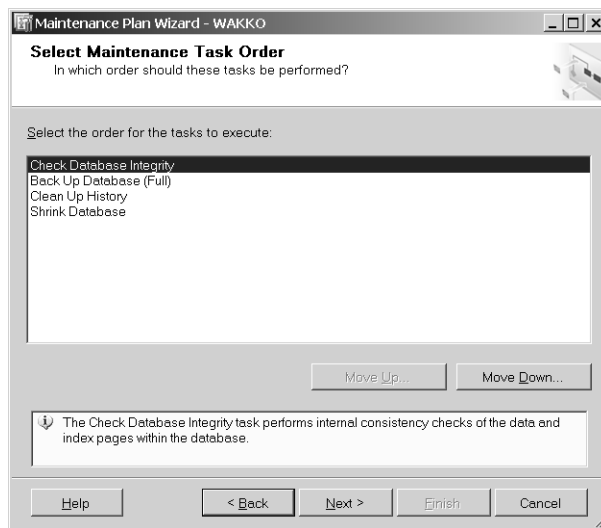 Maintenance Plan Wizard - WAKKO
Select Maintenance Task Order
In which order should these tasks be performed?
Select the order for the tasks to execute:
Check Database Integrity
Back Up Database (Full)
Clean Up History
Shrink Database
Move Up... Move Down...
The Check Database Integrity task performs internal consistency checks of the data and
index pages within the database.
Help < Back Next > Finish Cancel